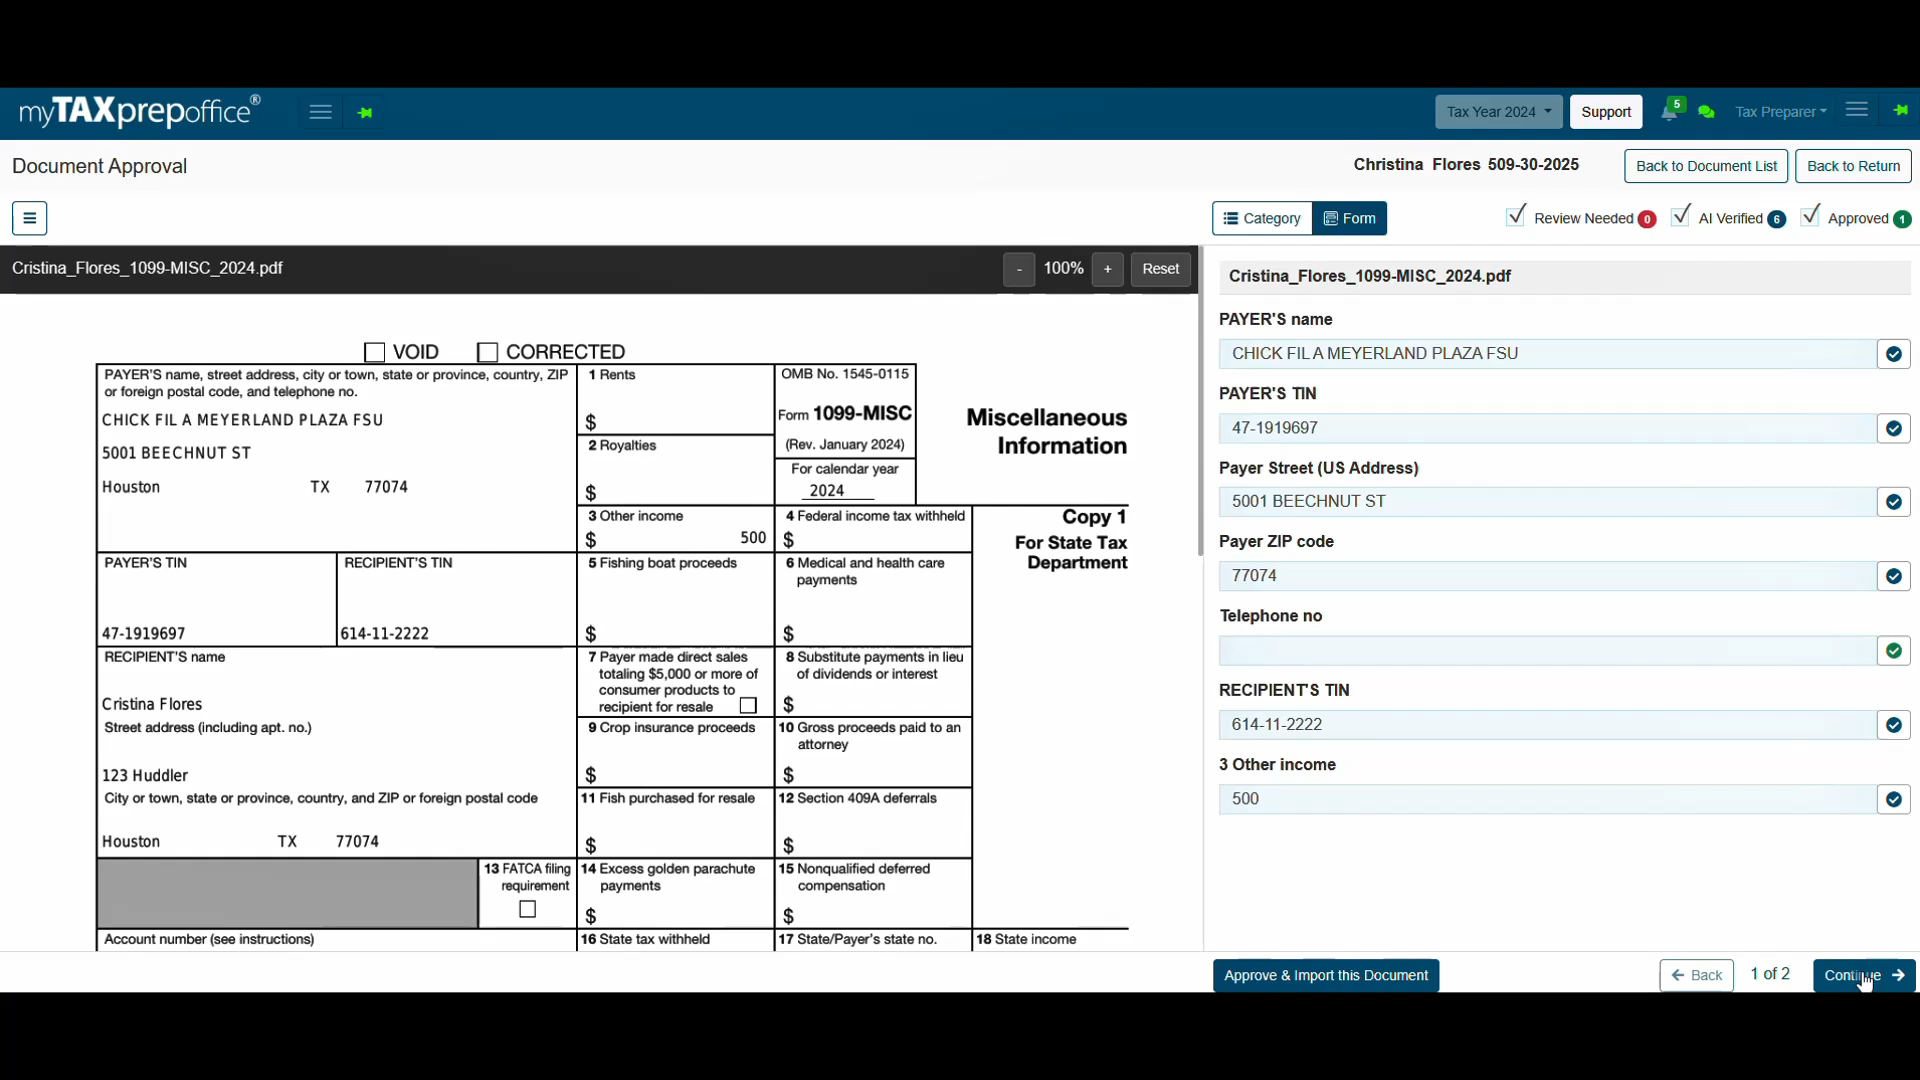 myTAXprepoffice®
Tax Year 2024
Support
5
Tax Preparer
Document Approval
Christina Flores 509-30-2025
Back to Document List
Back to Return
Category
Form
Review Needed 0
AI Verified 6
Approved 1
Cristina_Flores_1099-MISC_2024.pdf
-
100%
+
Reset
VOID
CORRECTED
PAYER'S name, street address, city or town, state or province, country, ZIP
or foreign postal code, and telephone no.
CHICK FIL A MEYERLAND PLAZA FSU
5001 BEECHNUT ST
Houston TX 77074
1 Rents
$
2 Royalties
$
OMB No. 1545-0115
Form 1099-MISC
(Rev. January 2024)
For calendar year
2024
Miscellaneous
Information
3 Other income
$ 500
4 Federal income tax withheld
$
Copy 1
For State Tax
Department
PAYER'S TIN
47-1919697
RECIPIENT'S TIN
614-11-2222
5 Fishing boat proceeds
$
6 Medical and health care
payments
$
RECIPIENT'S name
Cristina Flores
7 Payer made direct sales
totaling $5,000 or more of
consumer products to
recipient for resale
8 Substitute payments in lieu
of dividends or interest
$
Street address (including apt. no.)
123 Huddler
9 Crop insurance proceeds
$
10 Gross proceeds paid to an
attorney
$
City or town, state or province, country, and ZIP or foreign postal code
Houston TX 77074
11 Fish purchased for resale
$
12 Section 409A deferrals
$
13 FATCA filing
requirement
14 Excess golden parachute
payments
$
15 Nonqualified deferred
compensation
$
Account number (see instructions)
16 State tax withheld
17 State/Payer's state no.
18 State income
Cristina_Flores_1099-MISC_2024.pdf
PAYER'S name
CHICK FIL A MEYERLAND PLAZA FSU
PAYER'S TIN
47-1919697
Payer Street (US Address)
5001 BEECHNUT ST
Payer ZIP code
77074
Telephone no
RECIPIENT'S TIN
614-11-2222
3 Other income
500
Approve & Import this Document
Back
1 of 2
Continue